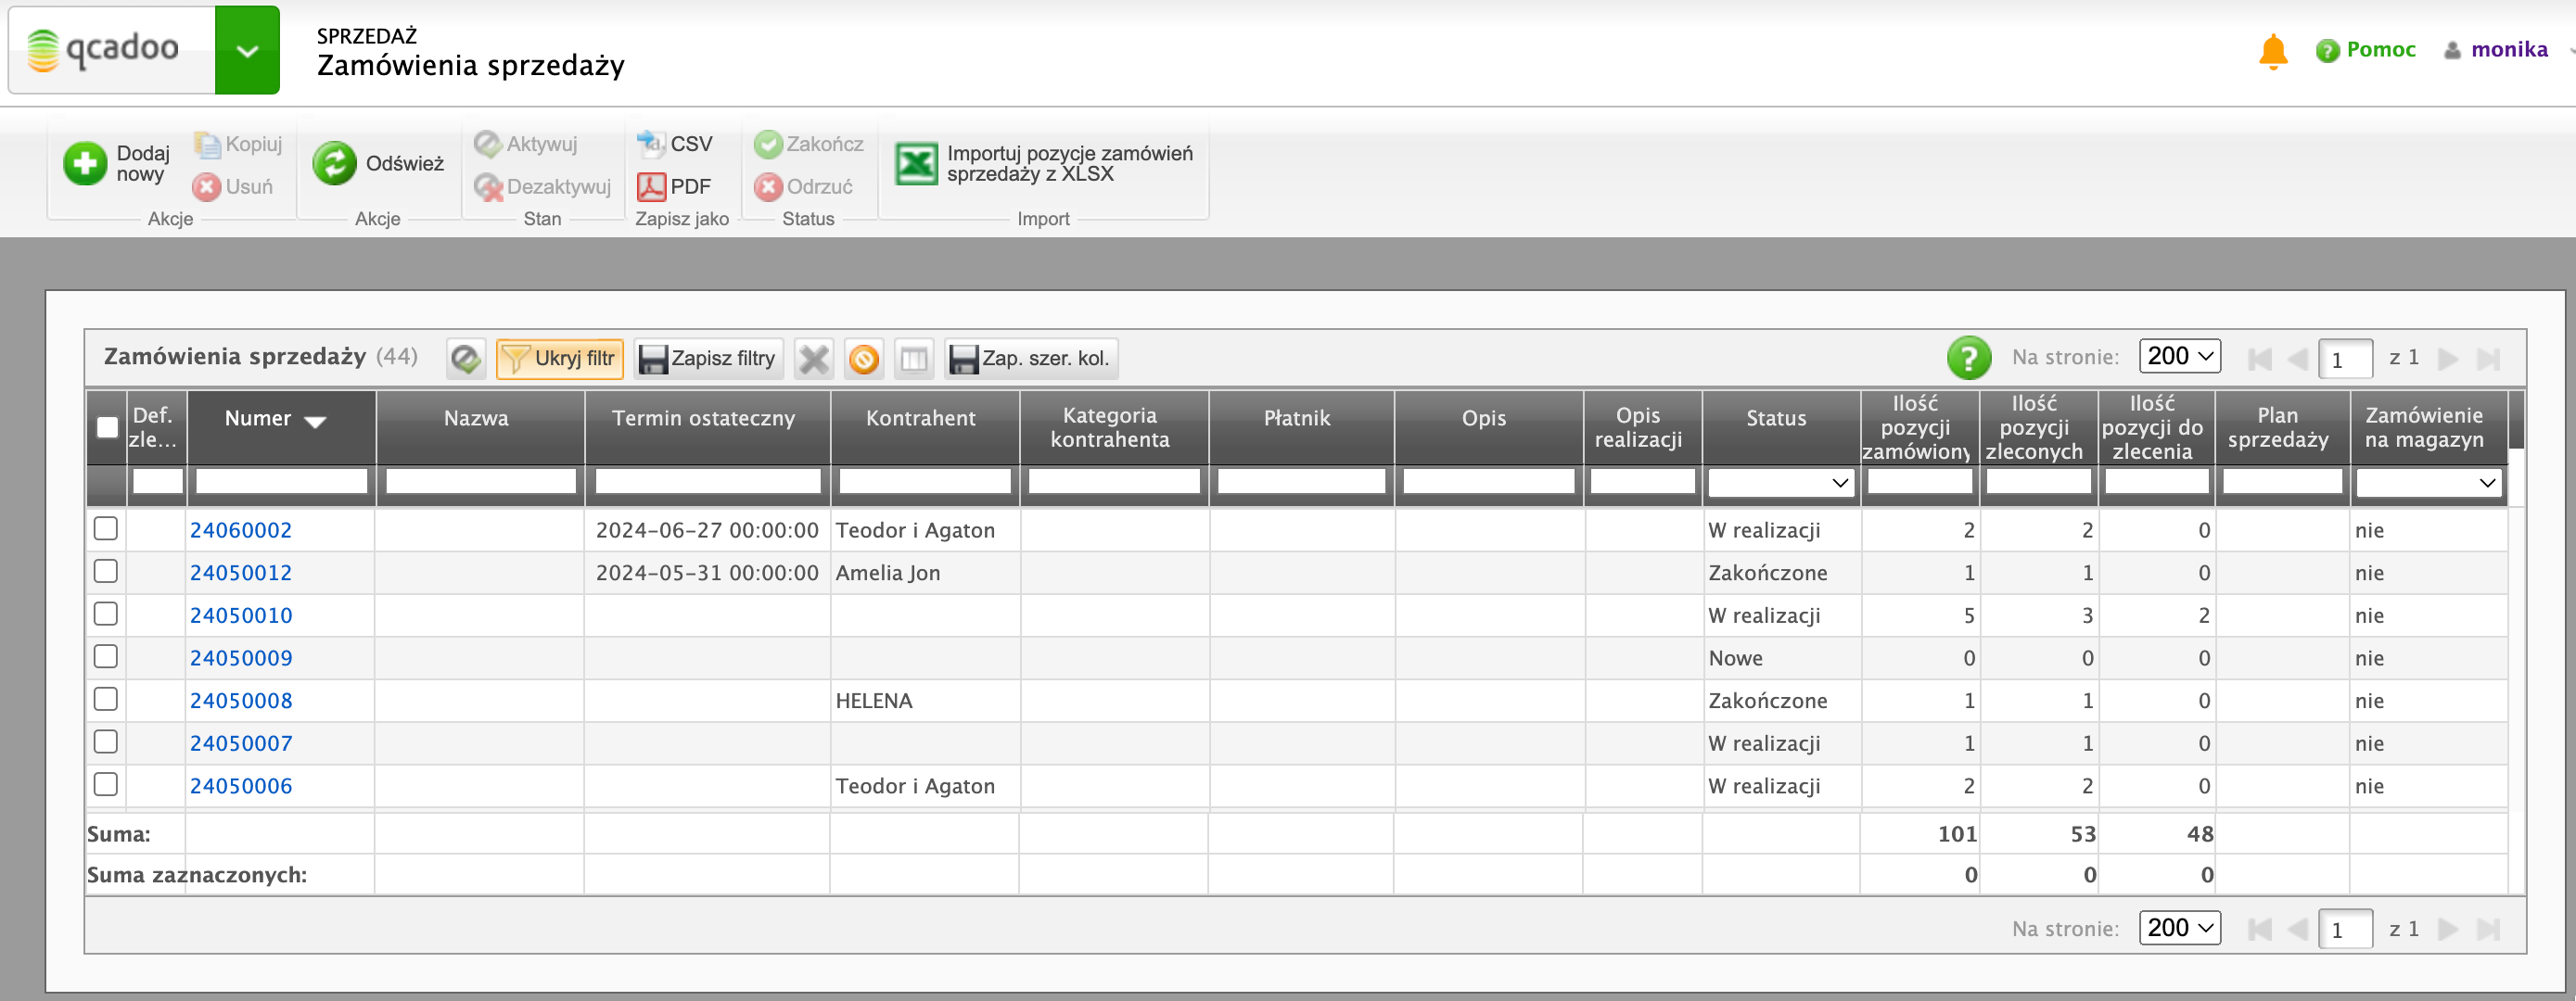 qcadoo
SPRZEDAŻ
Zamówienia sprzedaży
Pomoc
monika
Dodaj nowy
Kopiuj
Usuń
Akcje
Odśwież
Akcje
Aktywuj
Dezaktywuj
Stan
CSV
PDF
Zapisz jako
Zakończ
Odrzuć
Status
Importuj pozycje zamówień
sprzedaży z XLSX
Import
Zamówienia sprzedaży (44)
Ukryj filtr
Zapisz filtry
Zap. szer. kol.
Na stronie: 200
1 z 1
Def. zle...
Numer
Nazwa
Termin ostateczny
Kontrahent
Kategoria kontrahenta
Płatnik
Opis
Opis realizacji
Status
Ilość pozycji zamówiony
Ilość pozycji zleconych
Ilość pozycji do zlecenia
Plan sprzedaży
Zamówienie na magazyn
24060002 2024-06-27 00:00:00 Teodor i Agaton W realizacji 2 2 0 nie
24050012 2024-05-31 00:00:00 Amelia Jon Zakończone 1 1 0 nie
24050010 W realizacji 5 3 2 nie
24050009 Nowe 0 0 0 nie
24050008 HELENA Zakończone 1 1 0 nie
24050007 W realizacji 1 1 0 nie
24050006 Teodor i Agaton W realizacji 2 2 0 nie
Suma: 101 53 48
Suma zaznaczonych: 0 0 0
Na stronie: 200
1 z 1